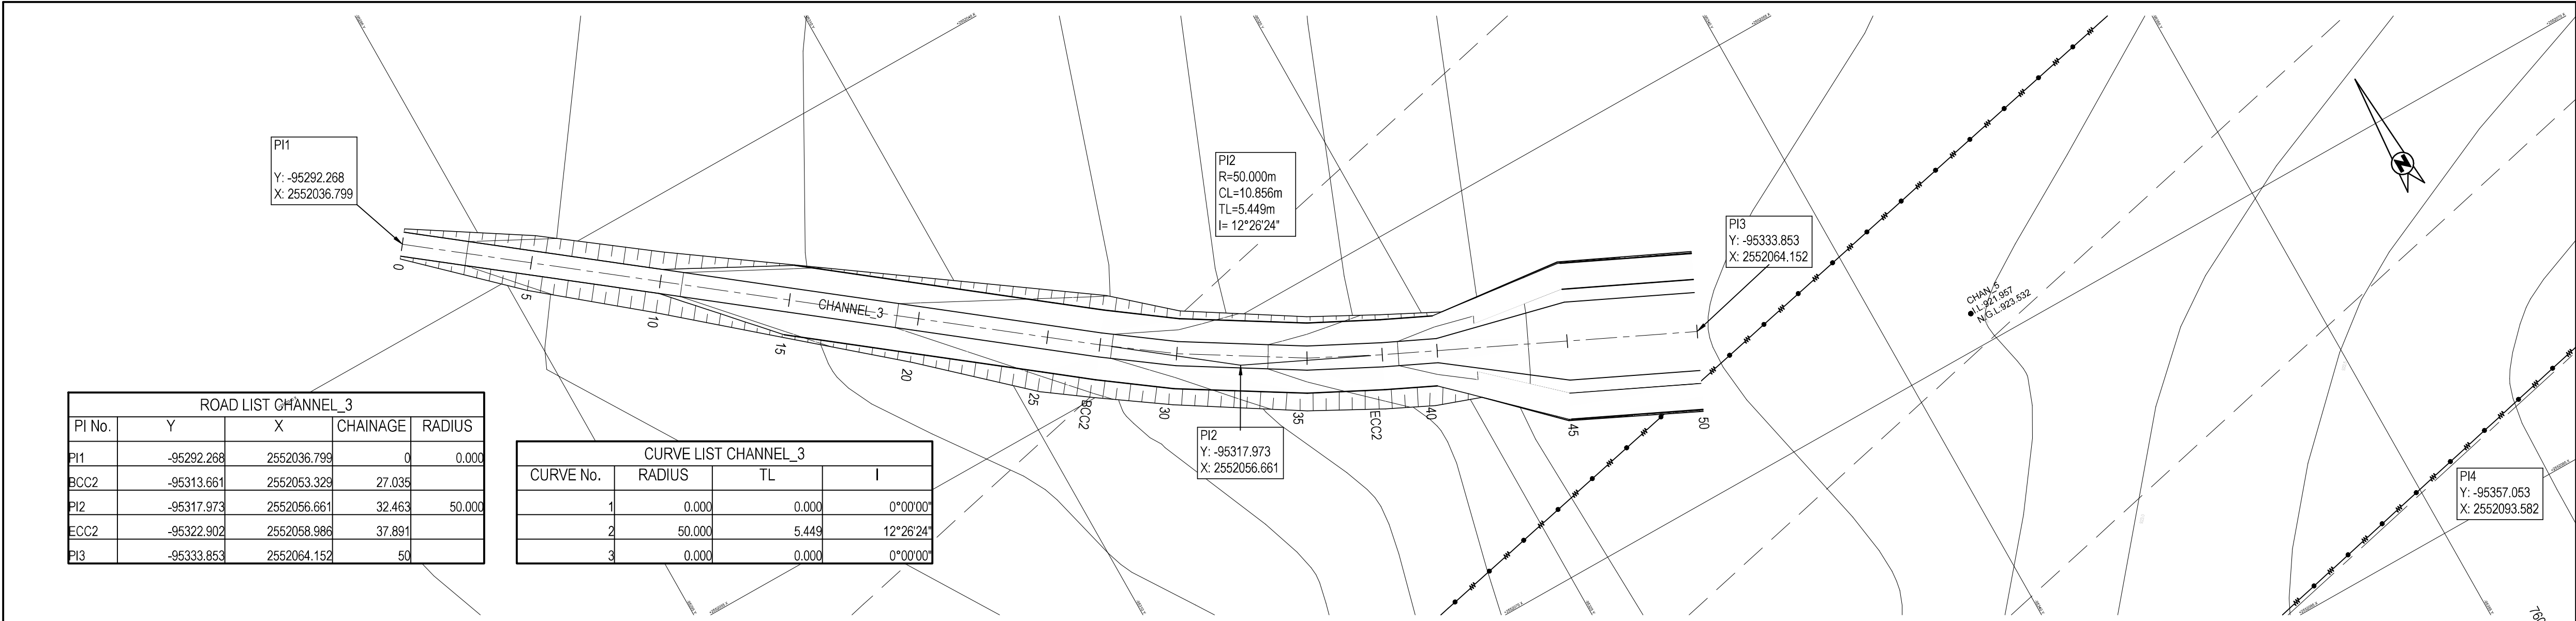 PI1
Y: -95292.268
X: 2552036.799
PI2
R=50.000m
CL=10.856m
TL=5.449m
I= 12°26'24"
PI3
Y: -95333.853
X: 2552064.152
N
CHANNEL_3
CHAN_5
I.L:921.957
N.G.L:923.532
0
5
10
15
20
25
BCC2
30
35
ECC2
40
45
50
PI2
Y: -95317.973
X: 2552056.661
PI4
Y: -95357.053
X: 2552093.582
ROAD LIST CHANNEL_3
PI No. Y X CHAINAGE RADIUS
PI1 -95292.268 2552036.799 0 0.000
BCC2 -95313.661 2552053.329 27.035
PI2 -95317.973 2552056.661 32.463 50.000
ECC2 -95322.902 2552058.986 37.891
PI3 -95333.853 2552064.152 50
CURVE LIST CHANNEL_3
CURVE No. RADIUS TL I
1 0.000 0.000 0°00'00"
2 50.000 5.449 12°26'24"
3 0.000 0.000 0°00'00"